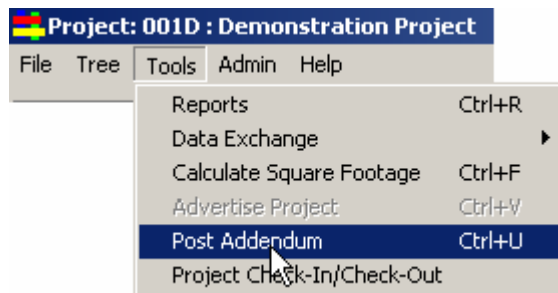 Project: 001D : Demonstration Project
File Tree Tools Admin Help
Reports Ctrl+R
Data Exchange
Calculate Square Footage Ctrl+F
Advertise Project Ctrl+V
Post Addendum Ctrl+U
Project Check-In/Check-Out